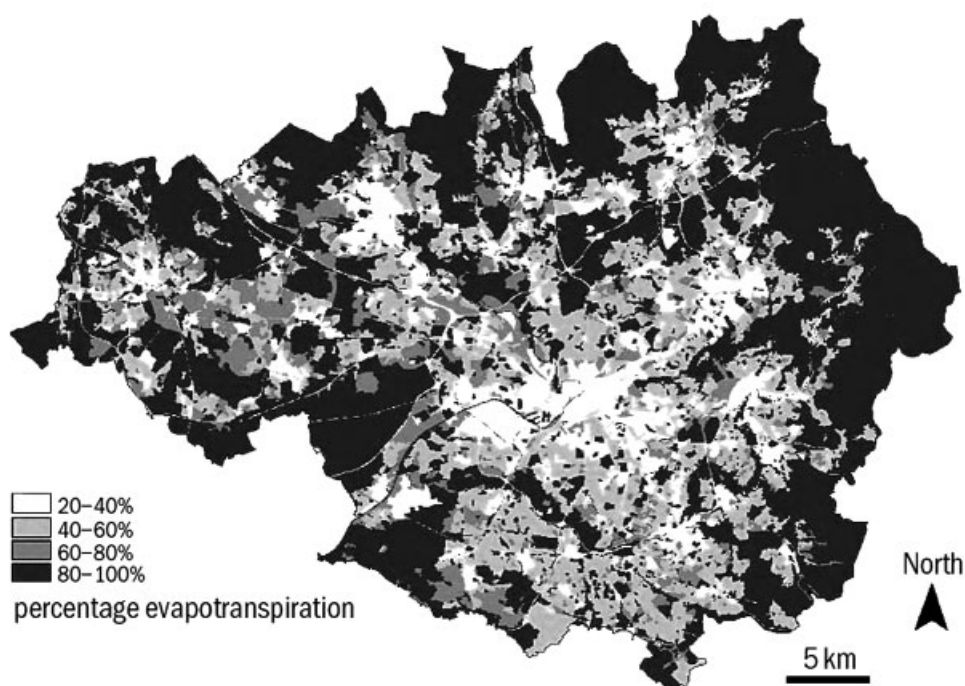 20–40%
40–60%
60–80%
80–100%
percentage evapotranspiration
North
5 km